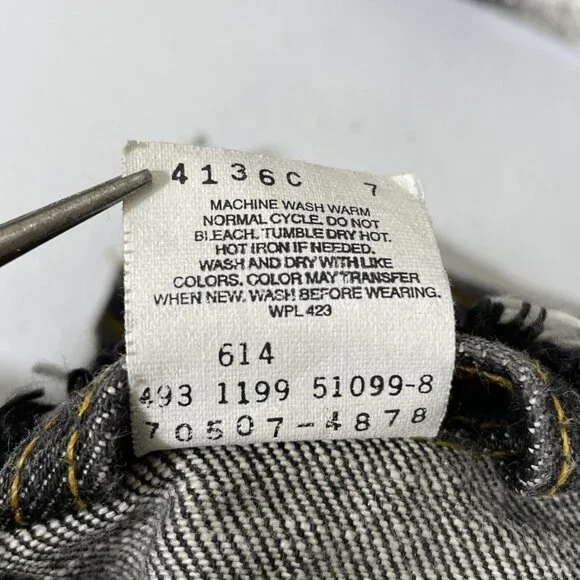 4136C 7
MACHINE WASH WARM
NORMAL CYCLE. DO NOT
BLEACH. TUMBLE DRY HOT.
HOT IRON IF NEEDED.
WASH AND DRY WITH LIKE
COLORS. COLOR MAY TRANSFER
WHEN NEW. WASH BEFORE WEARING.
WPL 423
614
493 1199 51099-8
70507-4878